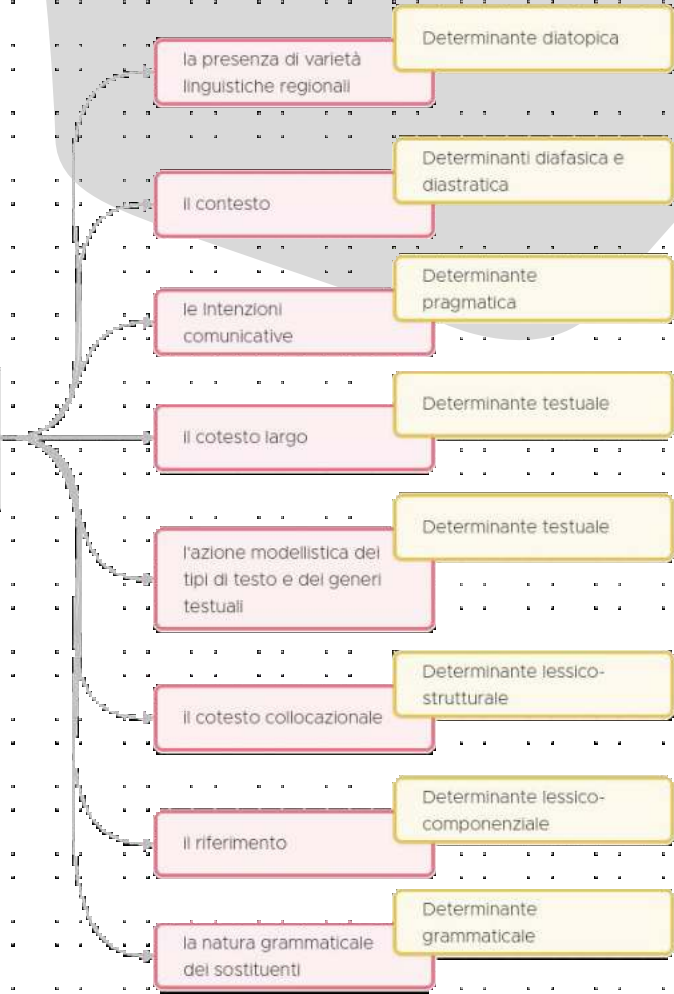 Determinante diatopica
la presenza di varietà
linguistiche regionali
Determinanti diafasica e
diastratica
il contesto
Determinante
pragmatica
le Intenzioni
comunicative
Determinante testuale
il cotesto largo
Determinante testuale
l'azione modellistica dei
tipi di testo e dei generi
testuali
Determinante lessico-
strutturale
il cotesto collocazionale
Determinante lessico-
componenziale
il riferimento
Determinante
grammaticale
la natura grammaticale
dei sostituenti